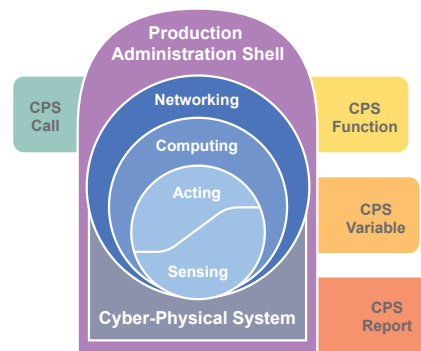 Production
Administration Shell
Networking
CPS
Call
CPS
Function
Computing
Acting
CPS
Variable
Sensing
Cyber-Physical System
CPS
Report